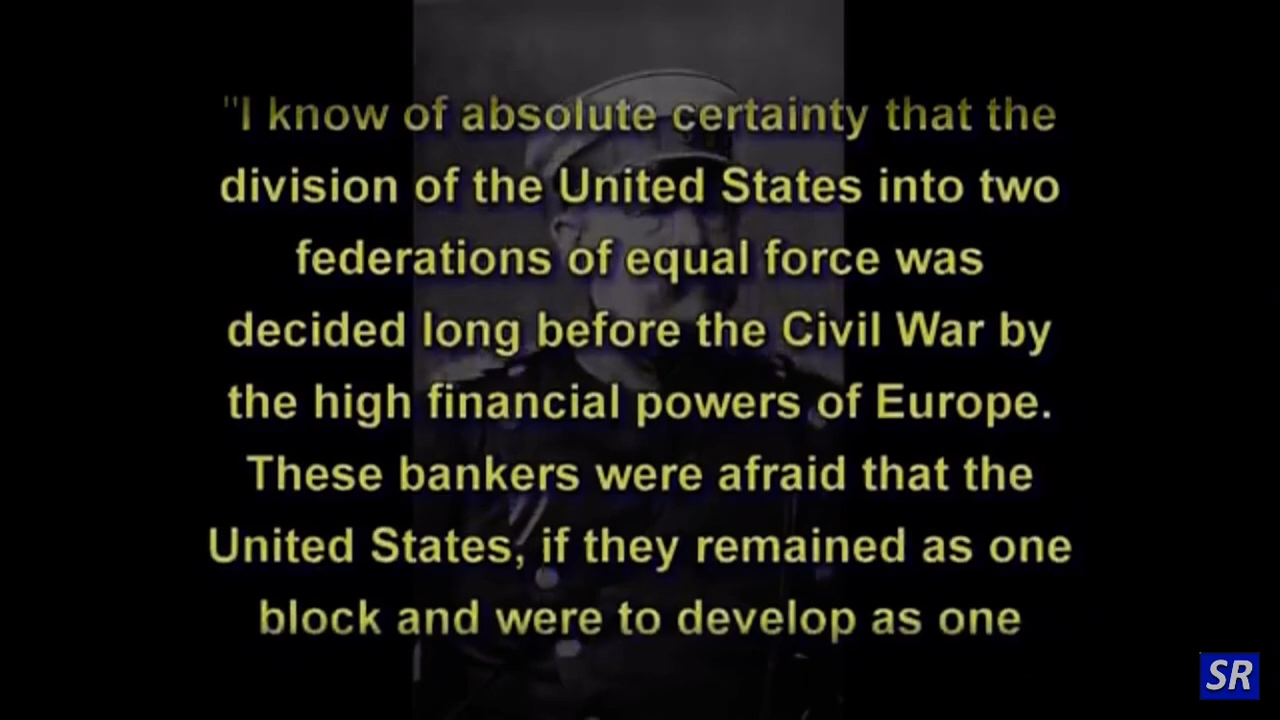 "I know of absolute certainty that the
division of the United States into two
federations of equal force was
decided long before the Civil War by
the high financial powers of Europe.
These bankers were afraid that the
United States, if they remained as one
block and were to develop as one
SR